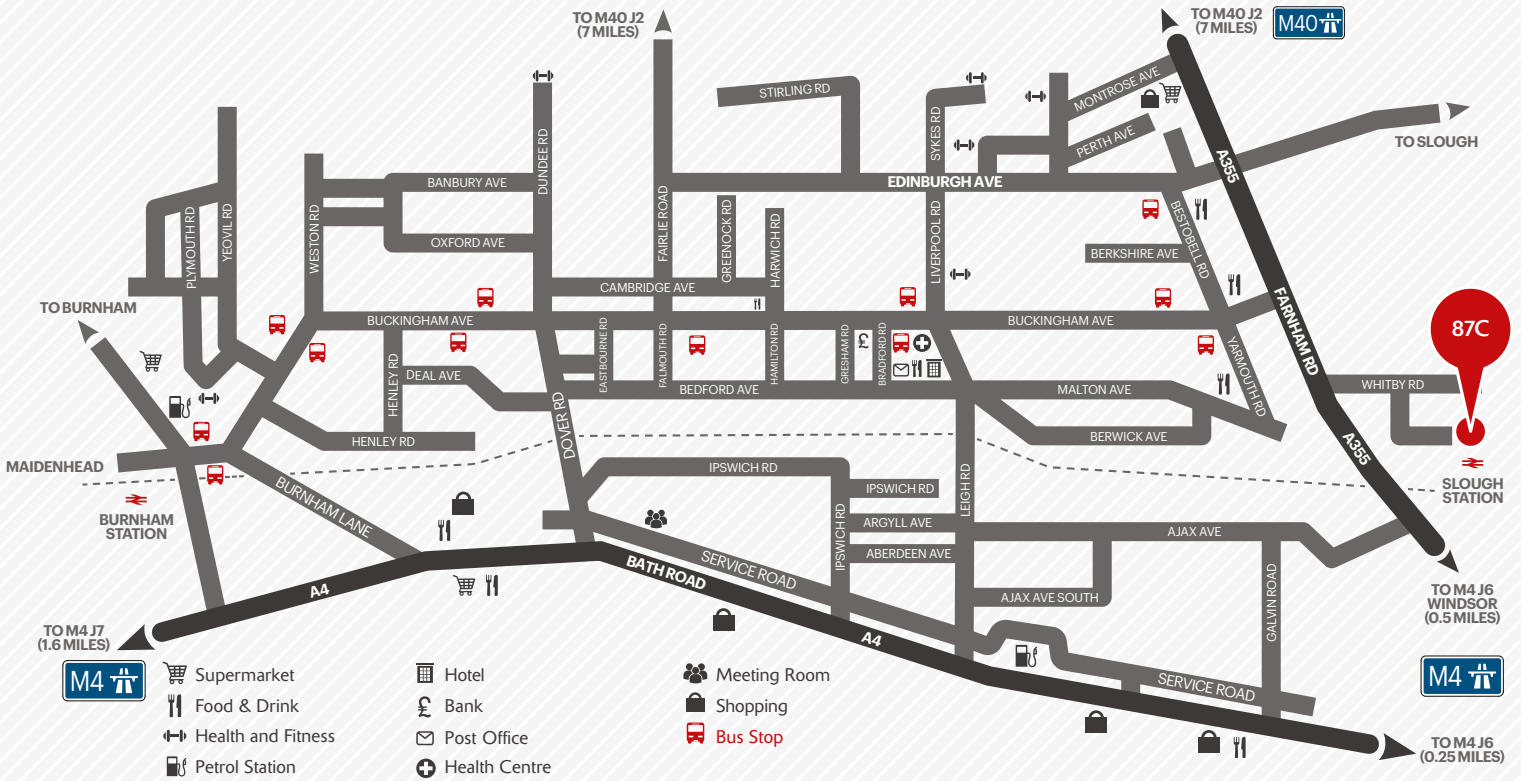 TO M40 J2
(7 MILES)
TO M40 J2
(7 MILES)
M40
STIRLING RD
MONTROSE AVE
PERTH AVE
SYKES RD
A355
TO SLOUGH
DUNDEE RD
BANBURY AVE
EDINBURGH AVE
PLYMOUTH RD
YEOVIL RD
WESTON RD
OXFORD AVE
FAIRLIE ROAD
GREENOCK RD
HARWICH RD
LIVERPOOL RD
BESTOBELL RD
BERKSHIRE AVE
CAMBRIDGE AVE
TO BURNHAM
BUCKINGHAM AVE
BUCKINGHAM AVE
FARNHAM RD
87C
EASTBOURNE RD
FALMOUTH RD
HAMILTON RD
GRESHAM RD
£
BRADFORD RD
YARMOUTH RD
HENLEY RD
DEAL AVE
BEDFORD AVE
MALTON AVE
WHITBY RD
DOVER RD
HENLEY RD
BERWICK AVE
A355
MAIDENHEAD
IPSWICH RD
IPSWICH RD
LEIGH RD
SLOUGH
STATION
BURNHAM
STATION
BURNHAM LANE
IPSWICH RD
ARGYLL AVE
AJAX AVE
ABERDEEN AVE
SERVICE ROAD
BATH ROAD
A4
AJAX AVE SOUTH
GALVIN ROAD
TO M4 J6
WINDSOR
(0.5 MILES)
TO M4 J7
(1.6 MILES)
A4
M4
SERVICE ROAD
M4
TO M4 J6
(0.25 MILES)
Supermarket
Food & Drink
Health and Fitness
Petrol Station
Hotel
£ Bank
Post Office
Health Centre
Meeting Room
Shopping
Bus Stop